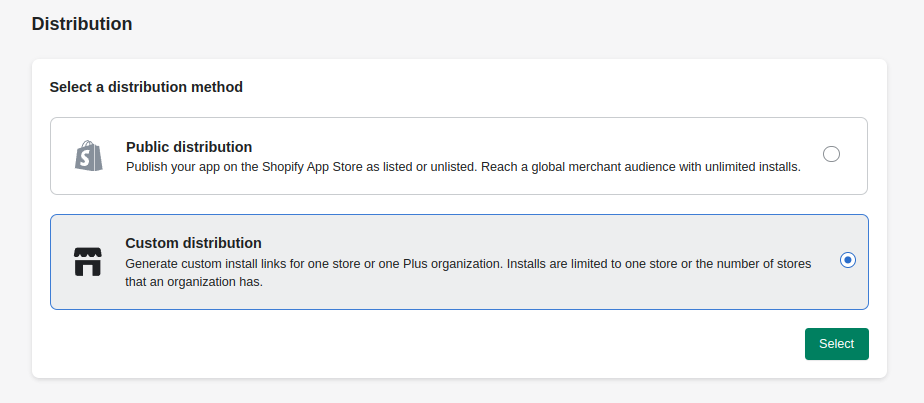 Distribution
Select a distribution method
Public distribution
Publish your app on the Shopify App Store as listed or unlisted. Reach a global merchant audience with unlimited installs.
Custom distribution
Generate custom install links for one store or one Plus organization. Installs are limited to one store or the number of stores
that an organization has.
Select